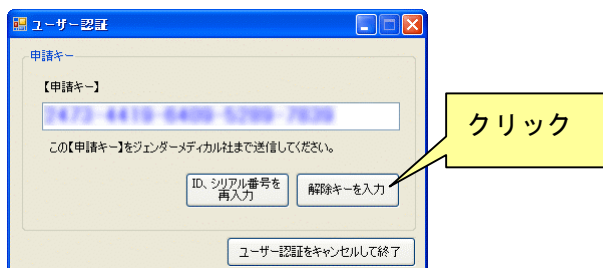 ユーザー認証
申請キー
【申請キー】
この【申請キー】をジェンダーメディカル社まで送信してください。
ID、シリアル番号を
再入力
解除キーを入力
クリック
ユーザー認証をキャンセルして終了